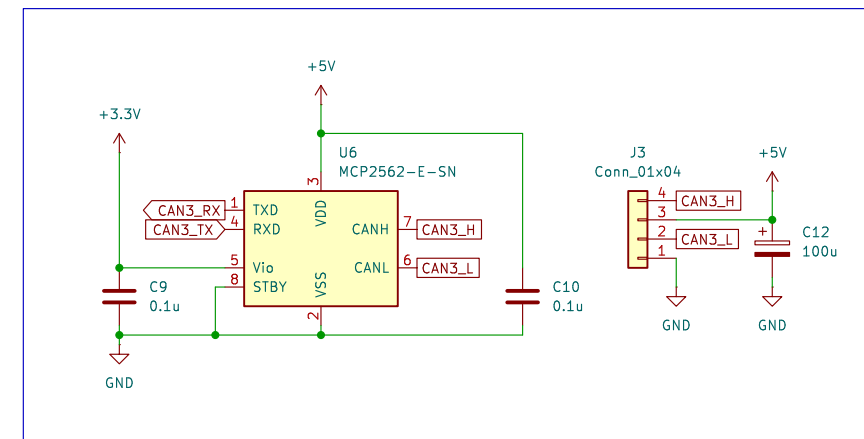 +5V
+3.3V
U6
MCP2562-E-SN
J3
Conn_01x04
+5V
3
CAN3_RX 1 TXD VDD
CAN3_TX 4 RXD CANH 7 CAN3_H
4 CAN3_H
3
2 CAN3_L
1
+
C12
100u
5 Vio CANL 6 CAN3_L
8 STBY VSS
2
C9
0.1u
C10
0.1u
GND
GND
GND